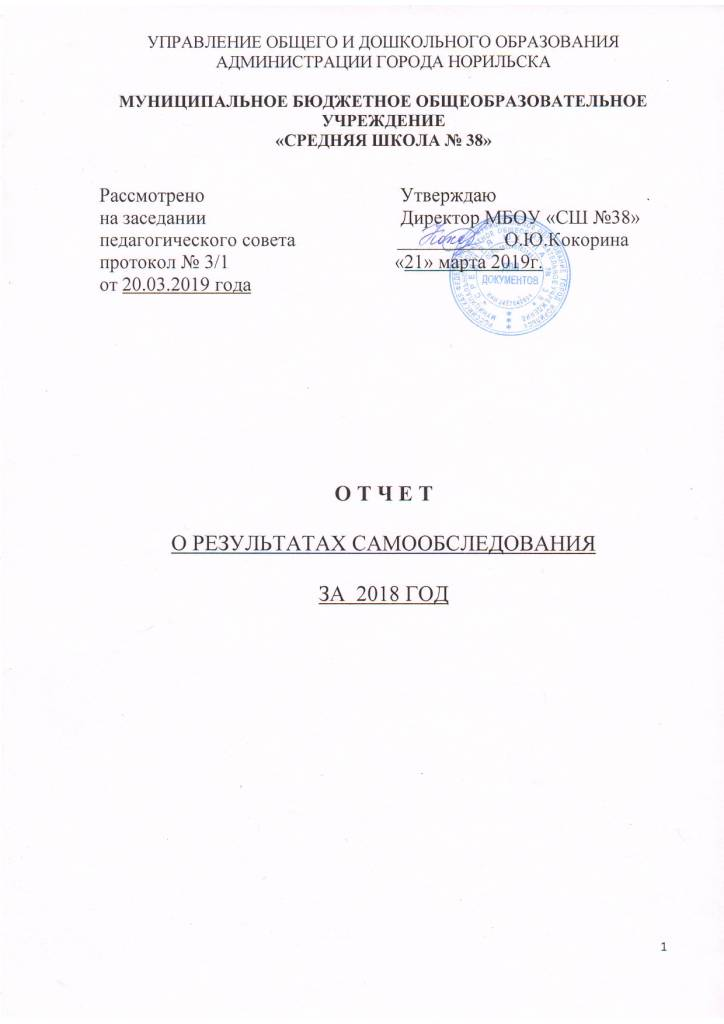 УПРАВЛЕНИЕ ОБЩЕГО И ДОШКОЛЬНОГО ОБРАЗОВАНИЯ
АДМИНИСТРАЦИИ ГОРОДА НОРИЛЬСКА
МУНИЦИПАЛЬНОЕ БЮДЖЕТНОЕ ОБЩЕОБРАЗОВАТЕЛЬНОЕ
УЧРЕЖДЕНИЕ
«СРЕДНЯЯ ШКОЛА № 38»
Рассмотрено
на заседании
педагогического совета
протокол № 3/1
от 20.03.2019 года
Утверждаю
Директор МБОУ «СШ №38»
О.Ю.Кокорина
«21» марта 2019г.
ДЛЯ
ДОКУМЕНТОВ
О Т Ч Е Т
О РЕЗУЛЬТАТАХ САМООБСЛЕДОВАНИЯ
ЗА 2018 ГОД
1